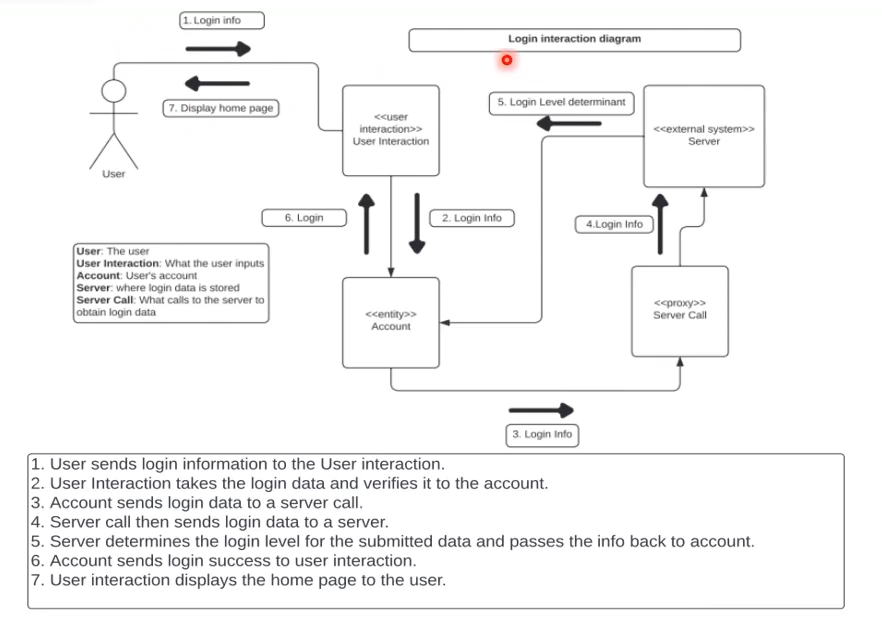 1. Login info
Login interaction diagram
7. Display home page
5. Login Level determinant
<<user
interaction>>
User Interaction
<<external system>>
Server
User
6. Login
2. Login Info
4.Login Info
User: The user
User Interaction: What the user inputs
Account: User's account
Server: where login data is stored
Server Call: What calls to the server to
obtain login data
<<entity>>
Account
<<proxy>>
Server Call
3. Login Info
1. User sends login information to the User interaction.
2. User Interaction takes the login data and verifies it to the account.
3. Account sends login data to a server call.
4. Server call then sends login data to a server.
5. Server determines the login level for the submitted data and passes the info back to account.
6. Account sends login success to user interaction.
7. User interaction displays the home page to the user.